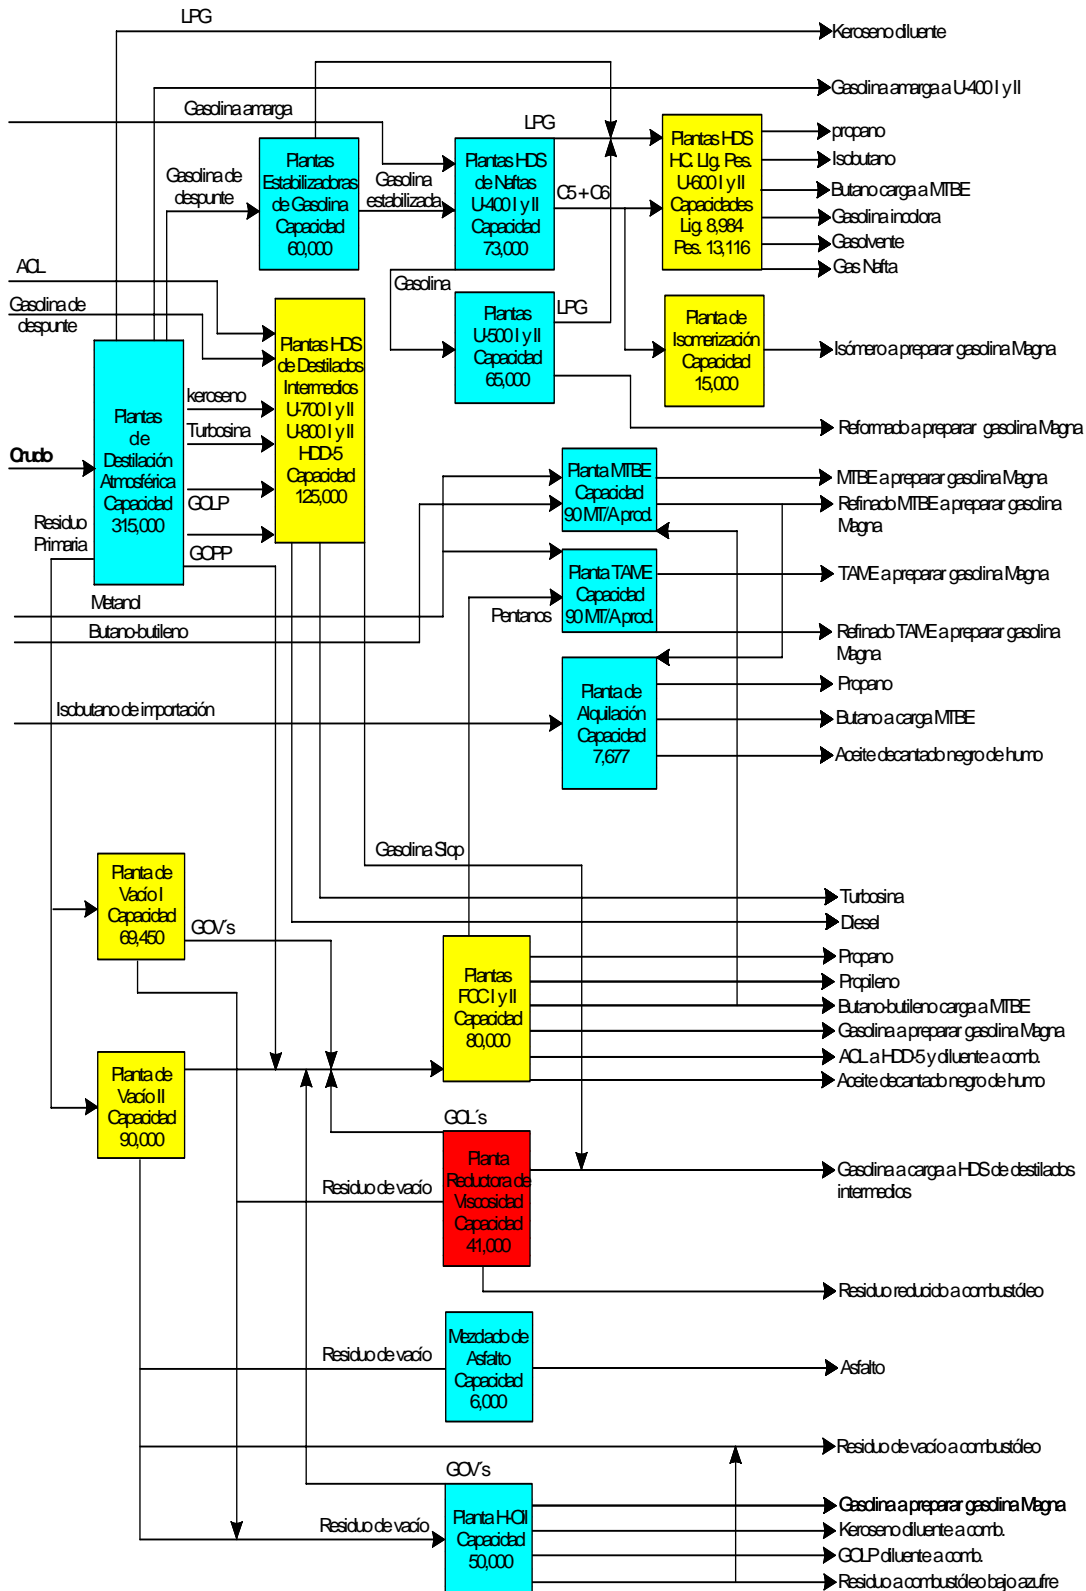 LPG
Keroseno diluente
Gasolina amarga a U-400 I y II
Gasolina amarga
LPG
Plantas
Estabilizadoras
de Gasolina
Capacidad
60,000
Gasolina de
despunte
Gasolina
estabilizada
Plantas HDS
de Naftas
U-400 I y II
Capacidad
73,000
C5 + C6
Plantas HDS
HC. Lig. Pes.
U-600 I y II
Capacidades
Lig. 8,984
Pes. 13,116
propano
Isobutano
Butano carga a MTBE
Gasolina incolora
Gasolvente
Gas Nafta
ACL
Gasolina de
despunte
Gasolina
LPG
Plantas
U-500 I y II
Capacidad
65,000
Planta de
Isomerización
Capacidad
15,000
Isómero a preparar gasolina Magna
Reformado a preparar gasolina Magna
Plantas HDS
de Destilados
Intermedios
U-700 I y II
U-800 I y II
HDD-5
Capacidad
125,000
keroseno
Turbosina
GOLP
GOPP
Crudo
Plantas
de
Destilación
Atmosférica
Capacidad
315,000
Residuo
Primaria
Planta MTBE
Capacidad
90 MT/A prod.
MTBE a preparar gasolina Magna
Refinado MTBE a preparar gasolina
Magna
Planta TAME
Capacidad
90 MT/A prod.
TAME a preparar gasolina Magna
Refinado TAME a preparar gasolina
Magna
Metanol
Pentanos
Butano-butileno
Isobutano de importación
Planta de
Alquilación
Capacidad
7,677
Propano
Butano a carga MTBE
Aceite decantado negro de humo
Gasolina Slop
Planta de
Vacío I
Capacidad
69,450
GOV´s
Turbosina
Diesel
Plantas
FCC I y II
Capacidad
80,000
Propano
Propileno
Butano-butileno carga a MTBE
Gasolina a preparar gasolina Magna
ACL a HDD-5 y diluente a comb.
Aceite decantado negro de humo
Planta de
Vacío II
Capacidad
90,000
GOL´s
Planta
Reductora de
Viscosidad
Capacidad
41,000
Residuo de vacío
Gasolina a carga a HDS de destilados
intermedios
Residuo reducido a combustóleo
Residuo de vacío
Mezclado de
Asfalto
Capacidad
6,000
Asfalto
Residuo de vacío a combustóleo
GOV´s
Residuo de vacío
Planta H-Oil
Capacidad
50,000
Gasolina a preparar gasolina Magna
Keroseno diluente a comb.
GOLP diluente a comb.
Residuo a combustóleo bajo azufre